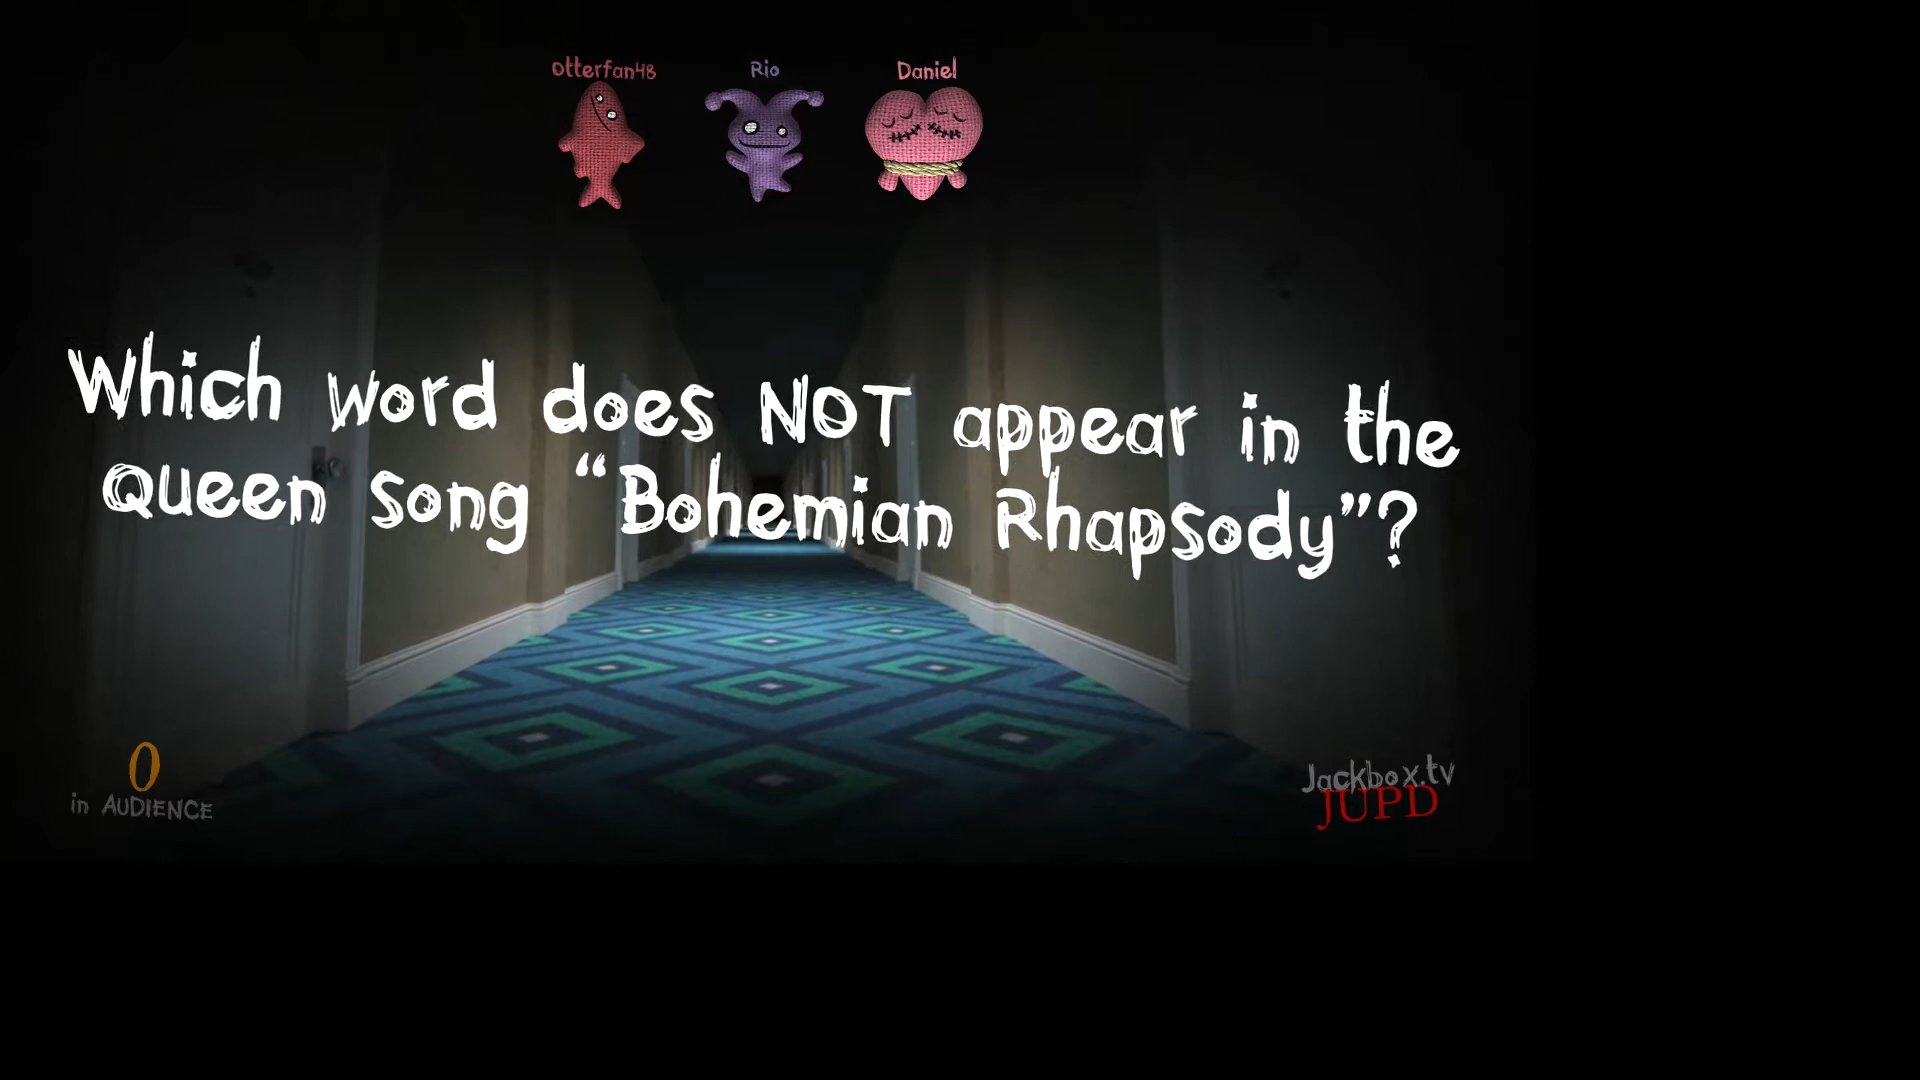 otterfan48 Rio Daniel
Which word does NOT appear in the
Queen song “Bohemian Rhapsody”?
0
in AUDIENCE
Jackbox.tv
JUPD